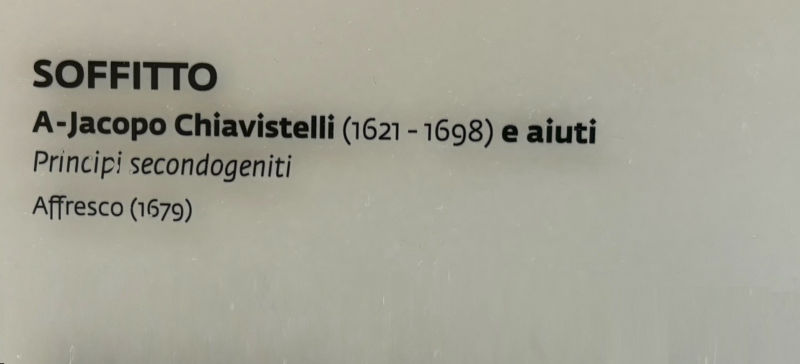 SOFFITTO
A-Jacopo Chiavistelli (1621 - 1698) e aiuti
Principi secondogeniti
Affresco (1679)